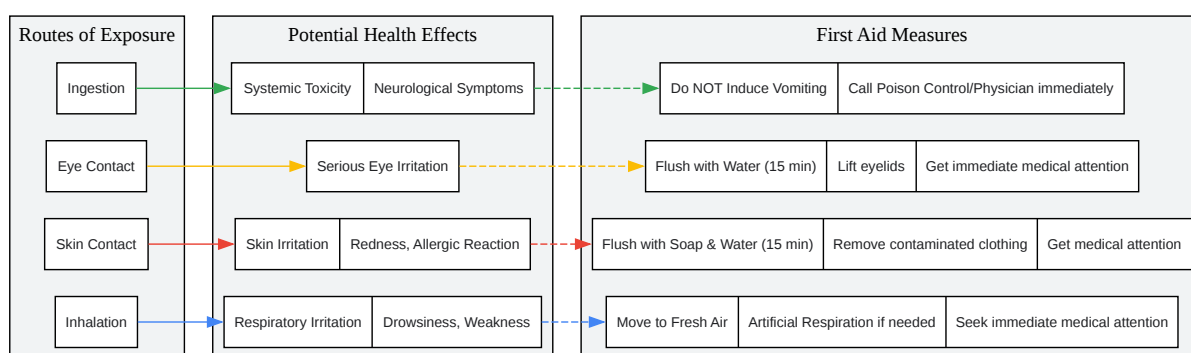 Routes of Exposure
Potential Health Effects
First Aid Measures
Ingestion
Systemic Toxicity
Neurological Symptoms
Do NOT Induce Vomiting
Call Poison Control/Physician immediately
Eye Contact
Serious Eye Irritation
Flush with Water (15 min)
Lift eyelids
Get immediate medical attention
Skin Contact
Skin Irritation
Redness, Allergic Reaction
Flush with Soap & Water (15 min)
Remove contaminated clothing
Get medical attention
Inhalation
Respiratory Irritation
Drowsiness, Weakness
Move to Fresh Air
Artificial Respiration if needed
Seek immediate medical attention